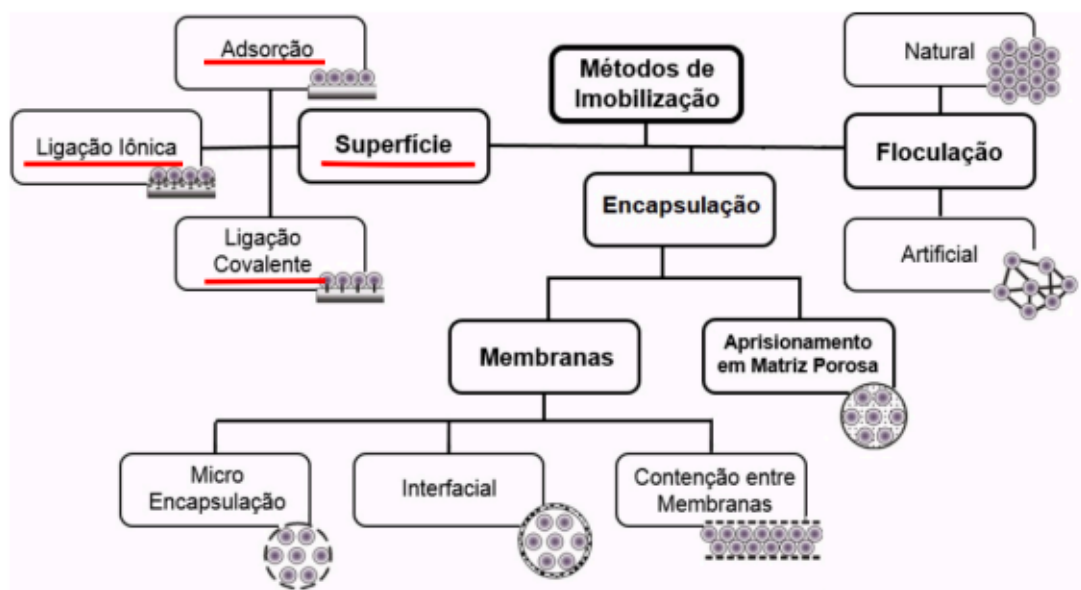 Métodos de
Imobilização
Adsorção
Ligação Iônica
Superfície
Ligação
Covalente
Natural
Floculação
Artificial
Encapsulação
Membranas
Aprisionamento
em Matriz Porosa
Micro
Encapsulação
Interfacial
Contenção entre
Membranas